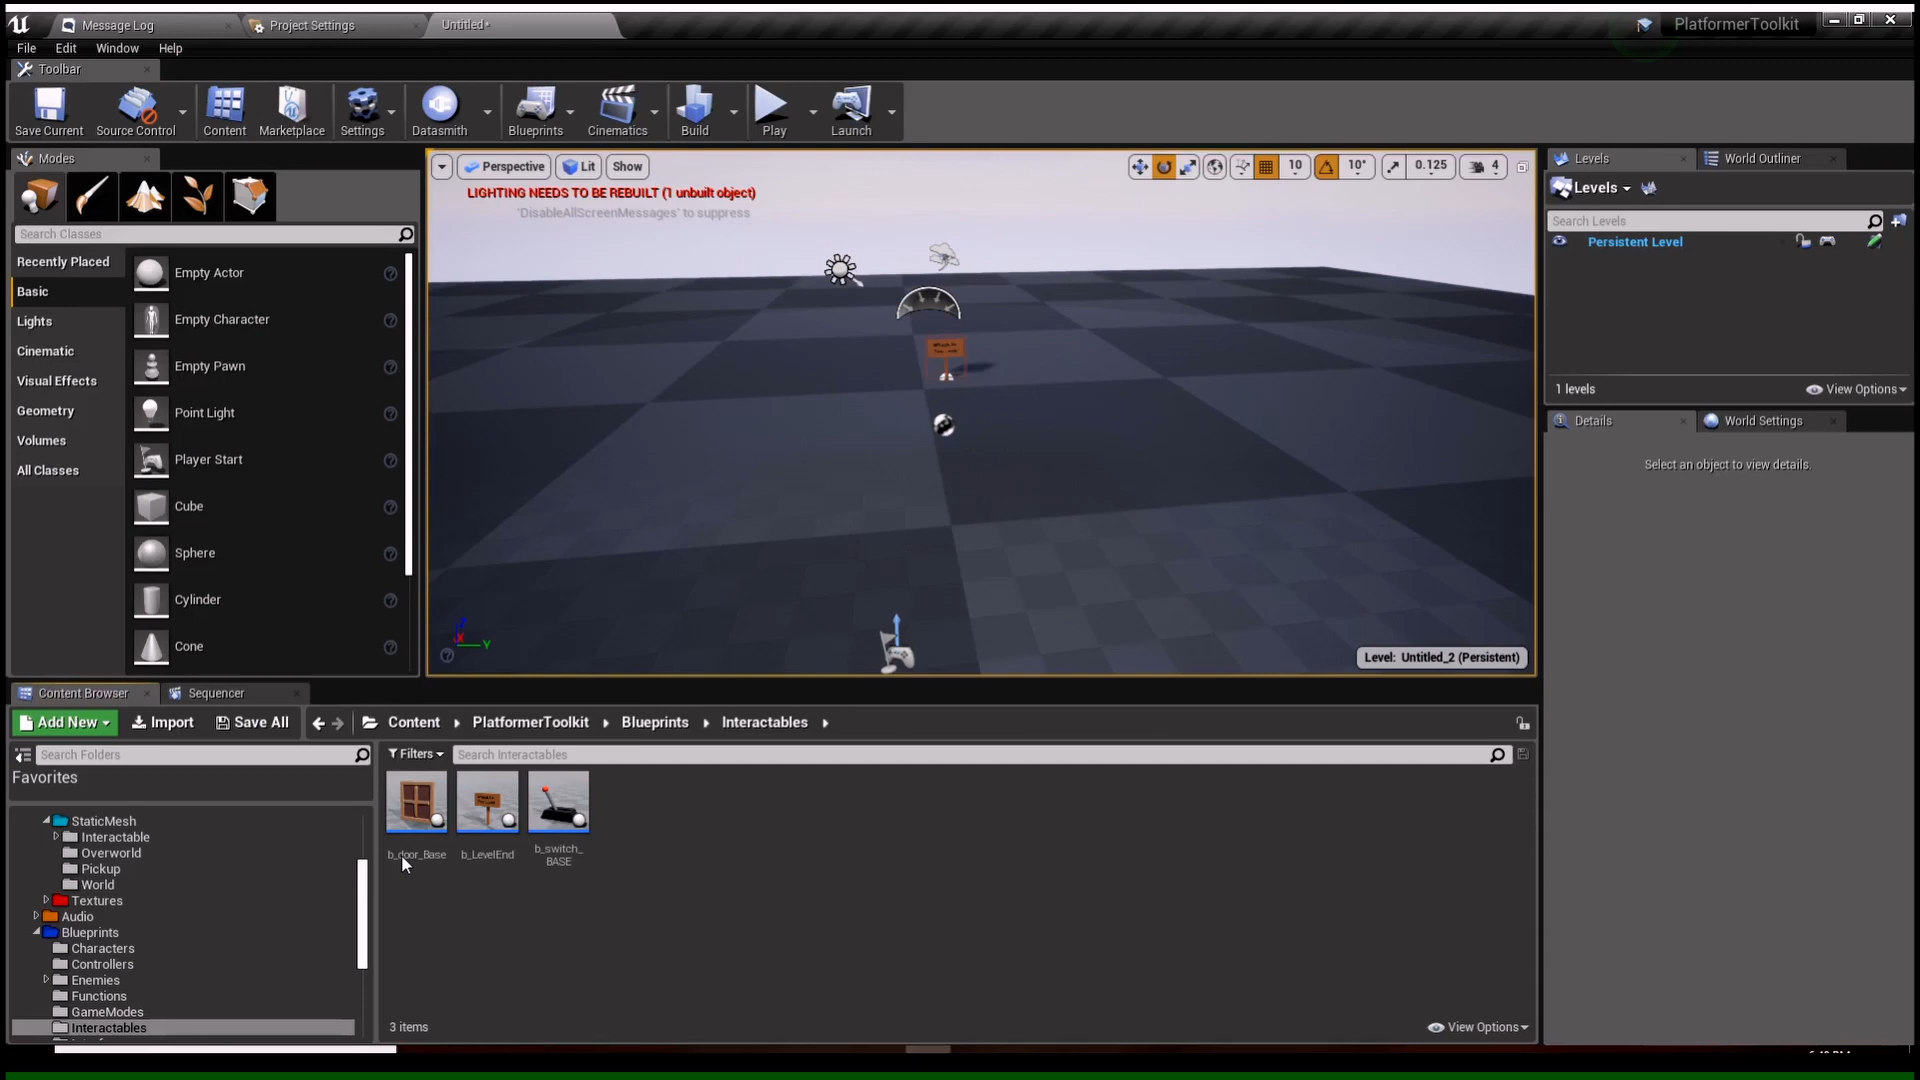 Message Log
Project Settings
Untitled*
PlatformerToolkit
File Edit Window Help
Toolbar
Save Current
Source Control
Content
Marketplace
Settings
Datasmith
Blueprints
Cinematics
Build
Play
Launch
Modes
Search Classes
Recently Placed
Basic
Lights
Cinematic
Visual Effects
Geometry
Volumes
All Classes
Empty Actor
Empty Character
Empty Pawn
Point Light
Player Start
Cube
Sphere
Cylinder
Cone
Perspective
Lit
Show
10
10°
0.125
4
LIGHTING NEEDS TO BE REBUILT (1 unbuilt object)
'DisableAllScreenMessages' to suppress
X
Y
Level: Untitled_2 (Persistent)
Levels
World Outliner
Levels
Search Levels
Persistent Level
1 levels
View Options
Details
World Settings
Select an object to view details.
Content Browser
Sequencer
Add New
Import
Save All
Content
PlatformerToolkit
Blueprints
Interactables
Search Folders
Favorites
StaticMesh
Interactable
Overworld
Pickup
World
Textures
Audio
Blueprints
Characters
Controllers
Enemies
Functions
GameModes
Interactables
Filters
Search Interactables
b_door_Base
b_LevelEnd
b_switch_
BASE
3 items
View Options